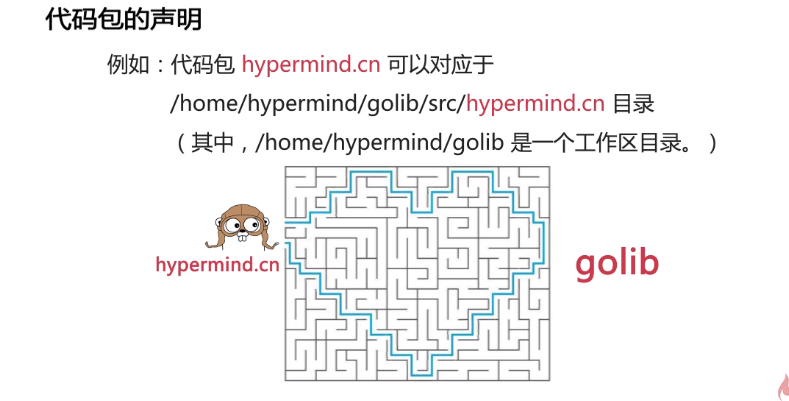 代码包的声明
例如：代码包 hypermind.cn 可以对应于
/home/hypermind/golib/src/hypermind.cn 目录
（ 其中，/home/hypermind/golib 是一个工作区目录。）
hypermind.cn
golib